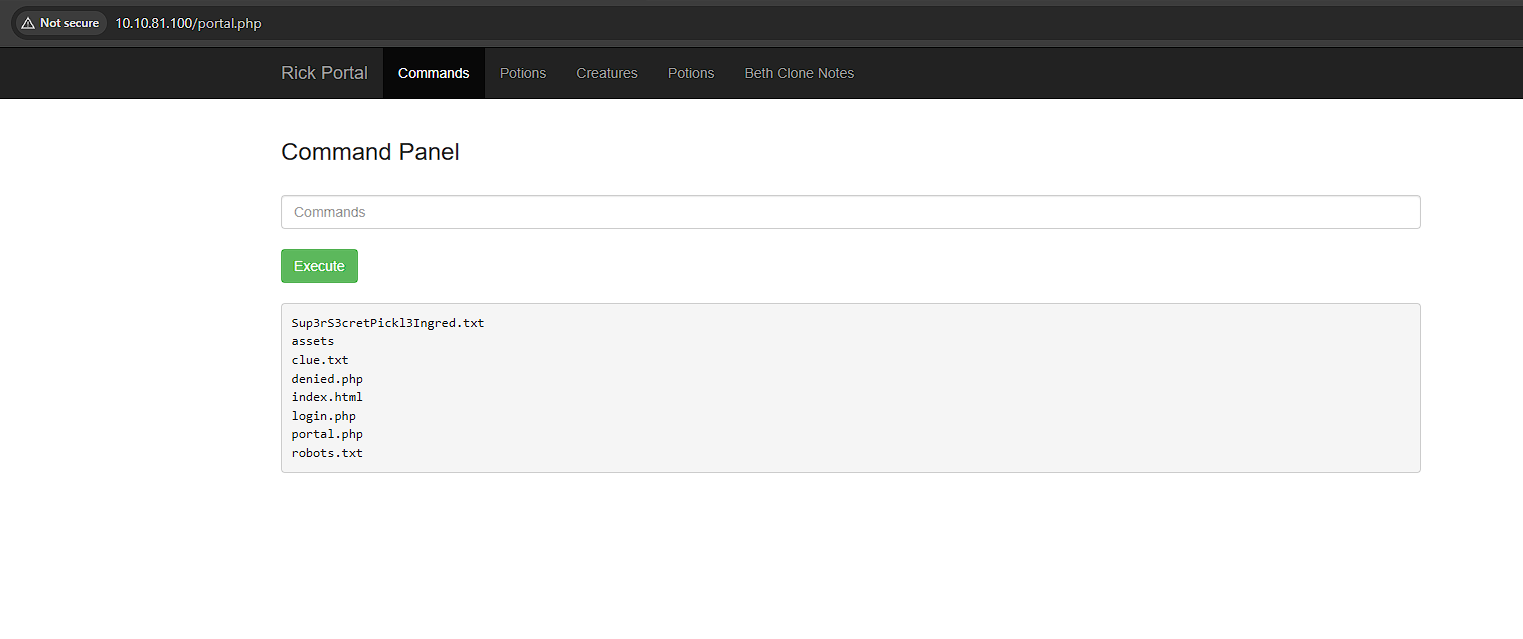 Not secure 10.10.81.100/portal.php
Rick Portal Commands Potions Creatures Potions Beth Clone Notes
Command Panel
Commands
Execute
Sup3rS3cretPickl3Ingred.txt
assets
clue.txt
denied.php
index.html
login.php
portal.php
robots.txt